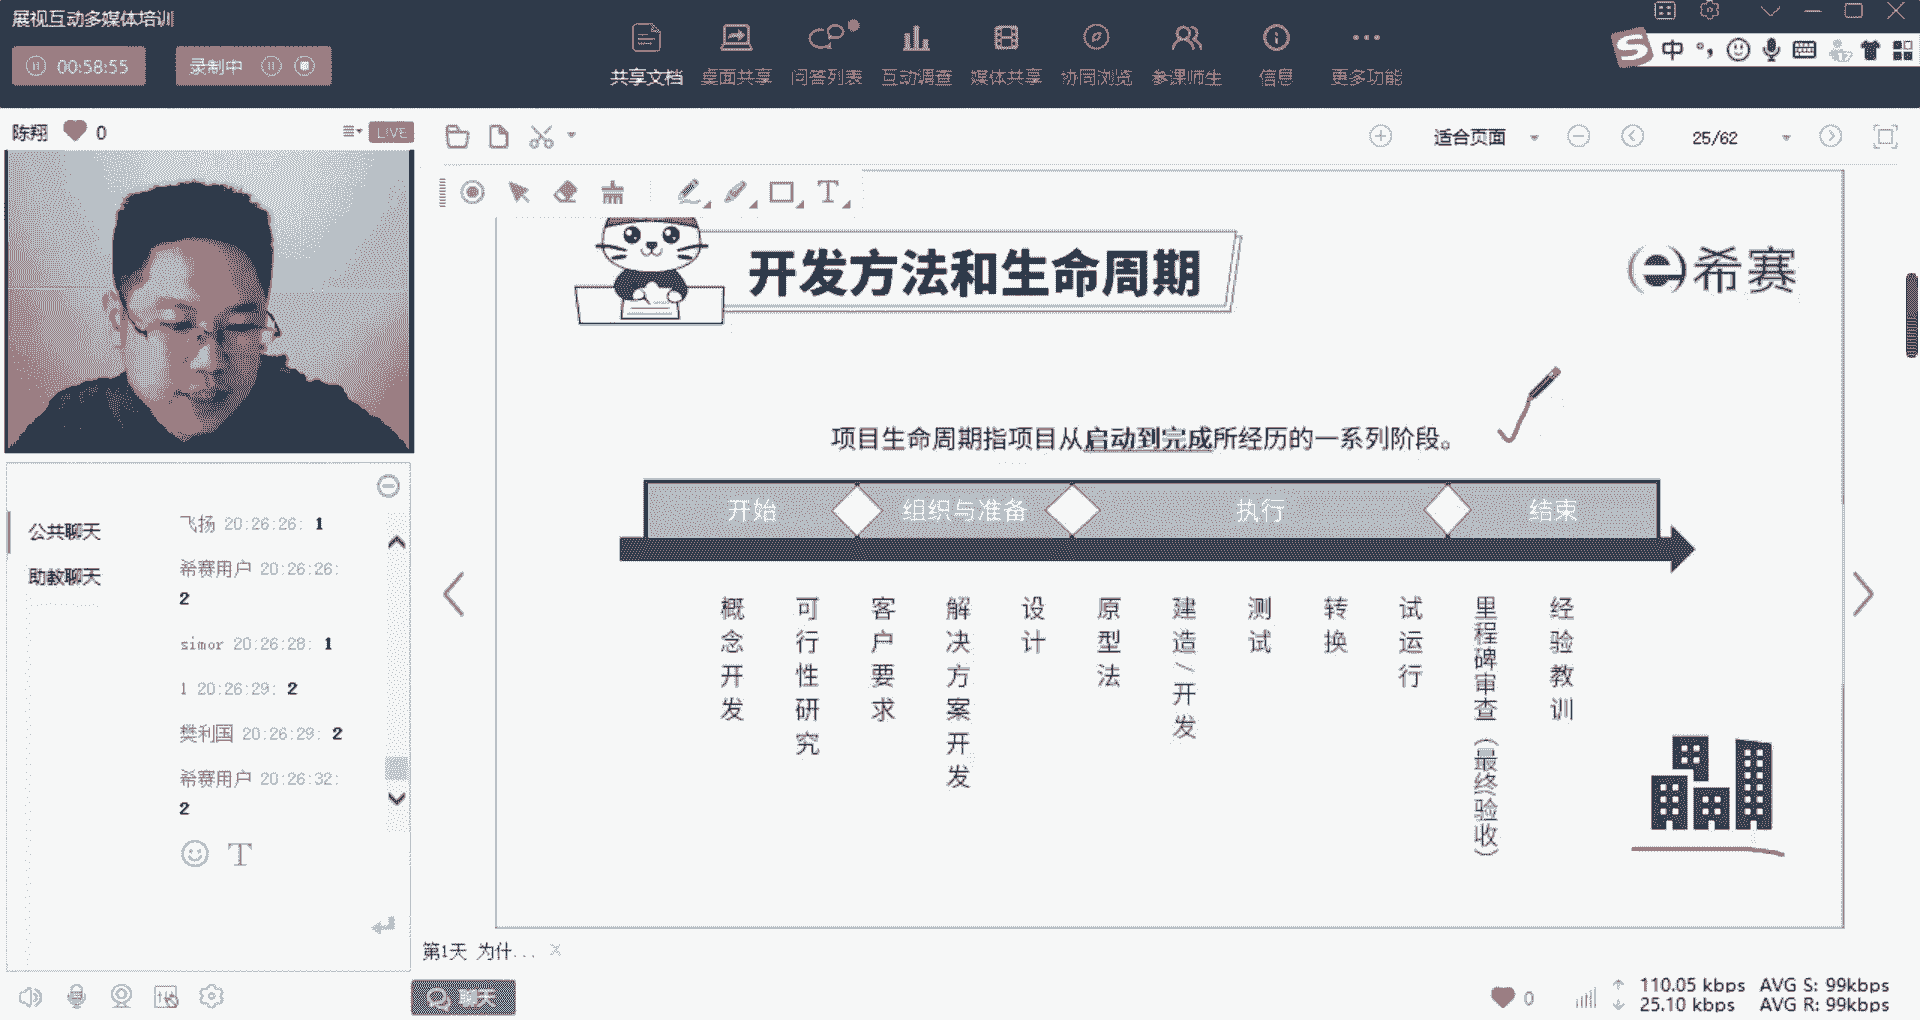 展视互动多媒体培训
00:58:55
录制中
共享文档 桌面共享 问答列表 互动调查 媒体共享 协同浏览 参课师生 信息 更多功能
中
陈翔 0
LIVE
适合页面
25/62
T
开发方法和生命周期
希赛
项目生命周期指项目从启动到完成所经历的一系列阶段。
开始 组织与准备 执行 结束
概念开发
可行性研究
客户要求
解决方案开发
设计
原型法
建造/开发
测试
转换
试运行
里程碑审查（最终验收）
经验教训
公共聊天
助教聊天
飞扬 20:26:26: 1
希赛用户 20:26:26:
2
simor 20:26:28: 1
1 20:26:29: 2
樊利国 20:26:29: 2
希赛用户 20:26:32:
2
T
第1天 为什...
聊天
0
110.05 kbps AVG S: 99kbps
25.10 kbps AVG R: 99kbps